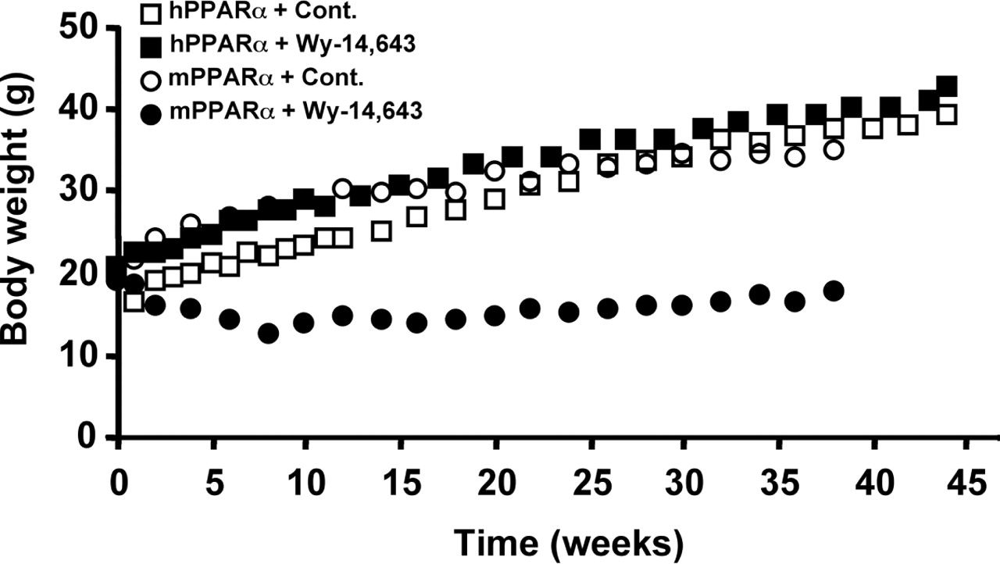 50
hPPARα + Cont.
hPPARα + Wy-14,643
mPPARα + Cont.
mPPARα + Wy-14,643
40
30
20
10
0
Body weight (g)
0 5 10 15 20 25 30 35 40 45
Time (weeks)